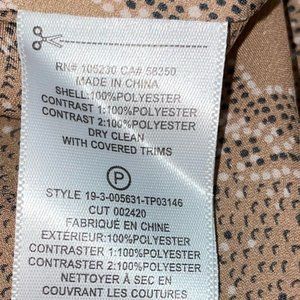 RN# 105230 CA# 58250
MADE IN CHINA
SHELL:100%POLYESTER
CONTRAST 1:100%POLYESTER
CONTRAST 2:100%POLYESTER
DRY CLEAN
WITH COVERED TRIMS
P
STYLE 19-3-005631-TP03146
CUT 002420
FABRIQUÉ EN CHINE
EXTÉRIEUR:100%POLYESTER
CONTRASTER 1:100%POLYESTER
CONTRASTER 2:100%POLYESTER
NETTOYER À SEC EN
COUVRANT LES COUTURES